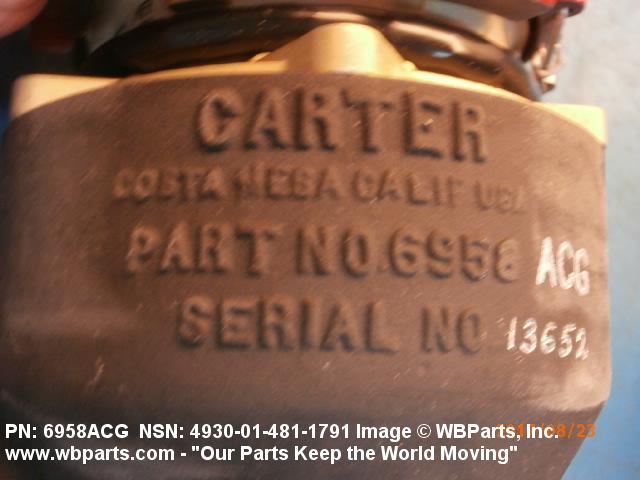 CARTER
COSTA MESA CALIF USA
PART NO. 6958 ACG
SERIAL NO 13652
PN: 6958ACG NSN: 4930-01-481-1791 Image © WBParts, Inc.
www.wbparts.com - "Our Parts Keep the World Moving"